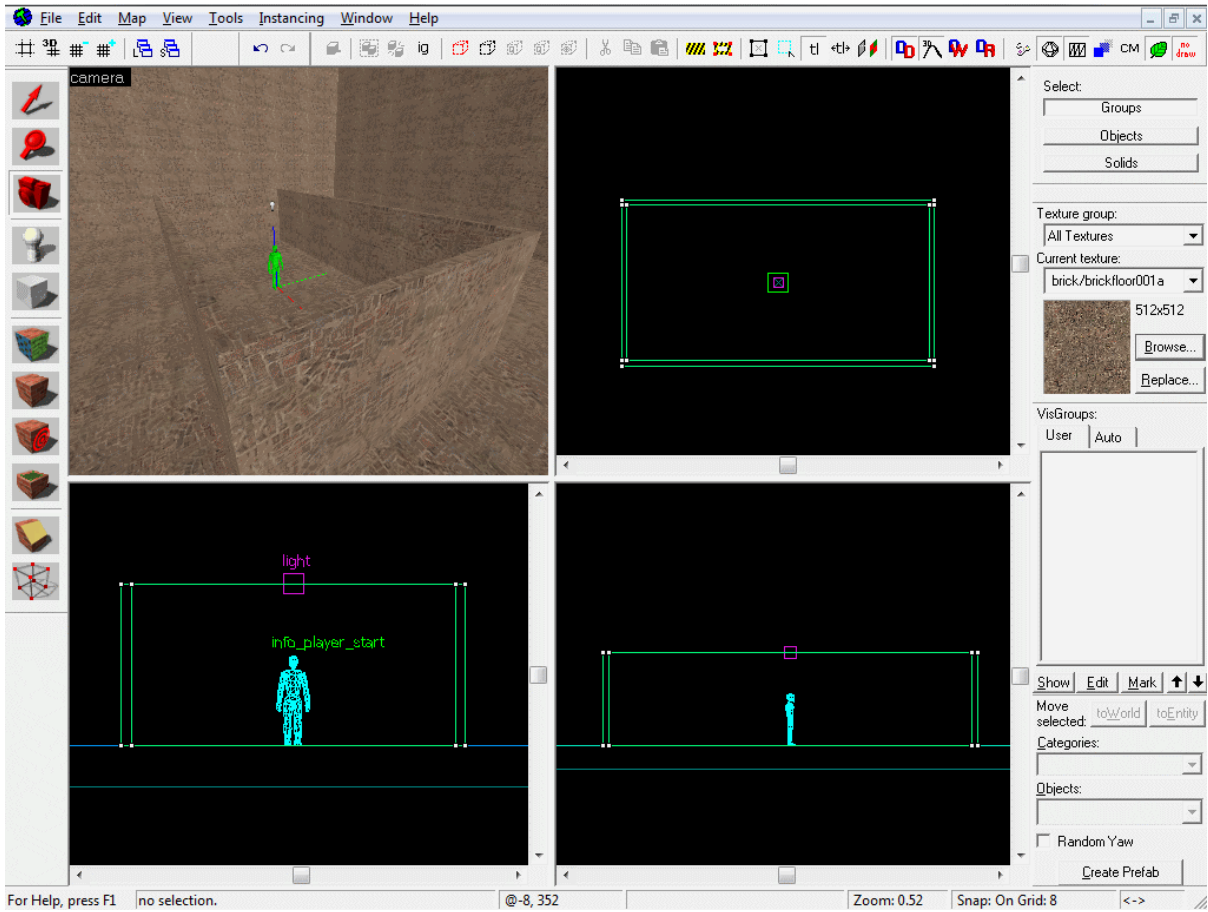 File Edit Map View Tools Instancing Window Help
3D ig tl +tl+ CM no draw
camera
Select:
Groups
Objects
Solids
Texture group:
All Textures
Current texture:
brick/brickfloor001a
512x512
Browse...
Replace...
VisGroups:
User Auto
light
info_player_start
Show Edit Mark
Move selected: toWorld toEntity
Categories:
Objects:
Random Yaw
Create Prefab
For Help, press F1 no selection. @-8, 352 Zoom: 0.52 Snap: On Grid: 8 <->